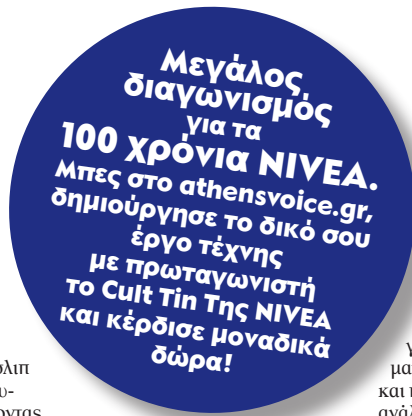 Μεγάλος
διαγωνισμός
για τα
100 χρόνια NIVEA.
Μπες στο athensvoice.gr,
δημιούργησε το δικό σου
έργο τέχνης
με πρωταγωνιστή
το Cult Tin Της NIVEA
και κέρδισε μοναδικά
δώρα!